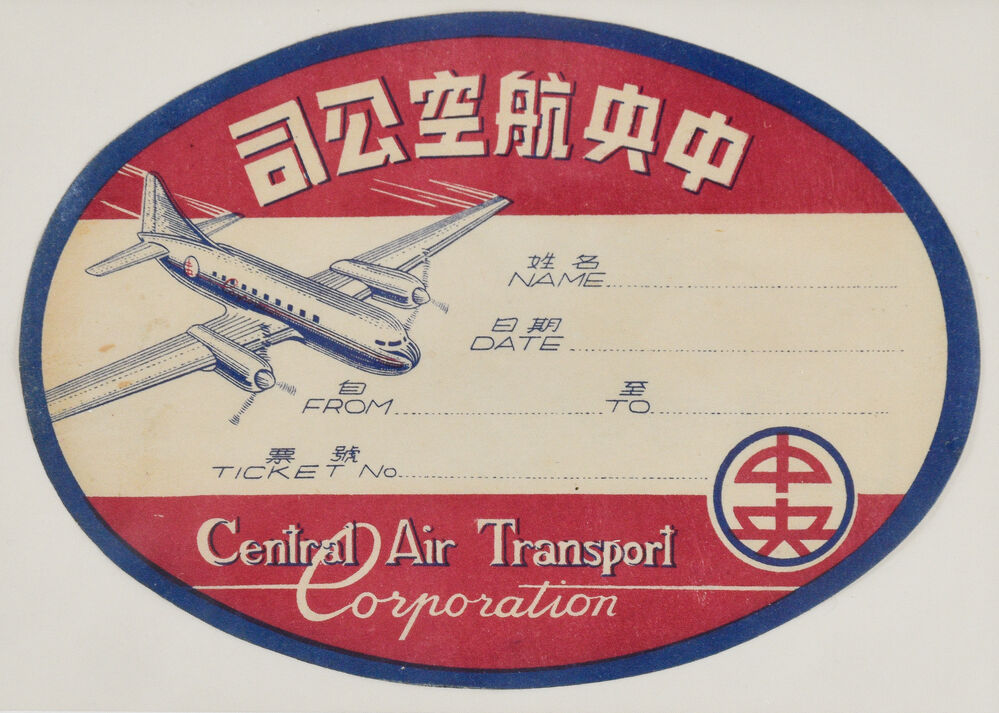 中央航空公司
姓名
NAME
日期
DATE
自 至
FROM TO
票號
TICKET No
中央
Central Air Transport
Corporation